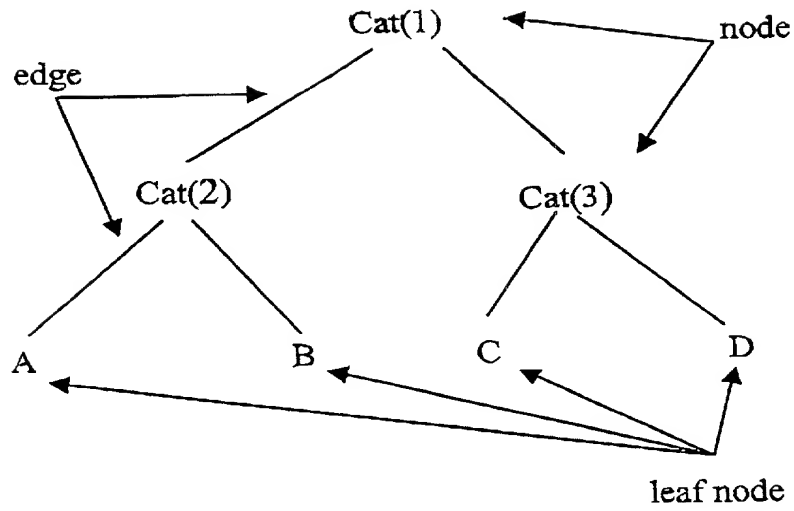 Cat(1)
node
edge
Cat(2)
Cat(3)
A
B
C
D
leaf node